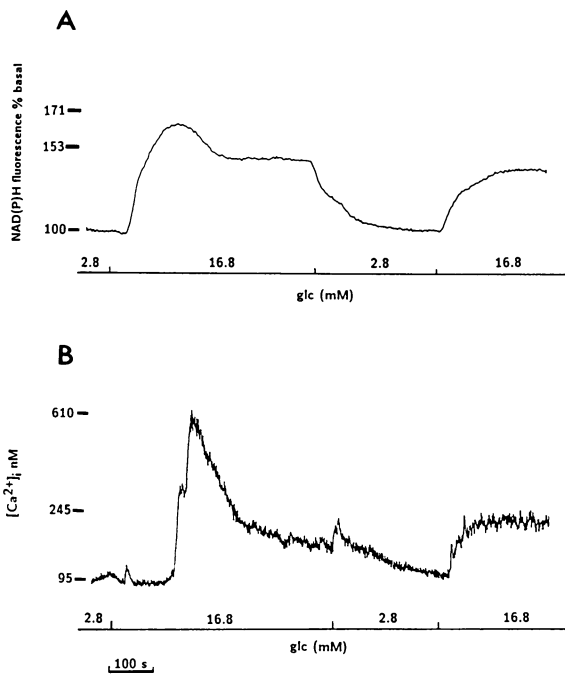 A
NAD(P)H fluorescence % basal
171
153
100
2.8 16.8 2.8 16.8
glc (mM)
B
[Ca2+]i nM
610
245
95
2.8 16.8 2.8 16.8
glc (mM)
100 s